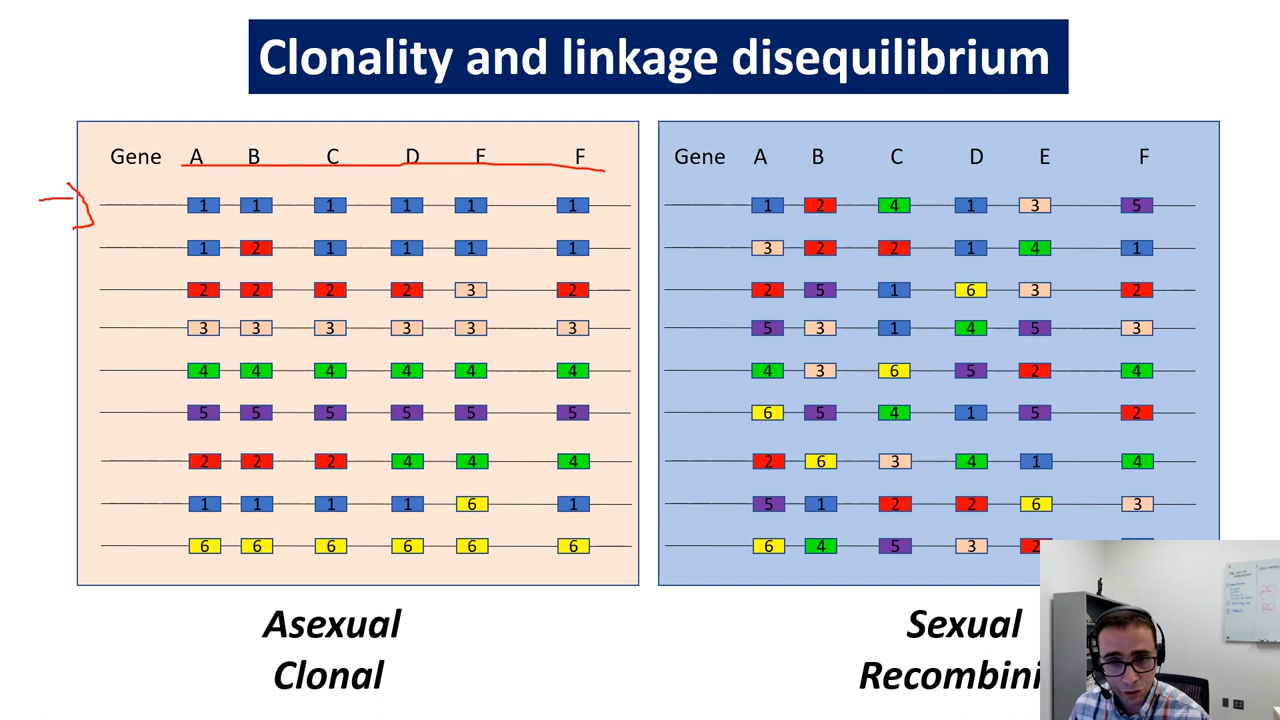 Clonality and linkage disequilibrium
Gene A B C D E F
1 1 1 1 1 1
1 2 1 1 1 1
2 2 2 2 3 2
3 3 3 3 3 3
4 4 4 4 4 4
5 5 5 5 5 5
2 2 2 4 4 4
1 1 1 1 6 1
6 6 6 6 6 6
Asexual
Clonal
Gene A B C D E F
1 2 4 1 3 5
3 2 2 1 4 1
2 5 1 6 3 2
5 3 1 4 5 3
4 3 6 5 2 4
6 5 4 1 5 2
2 6 3 4 1 4
5 1 2 2 6 3
6 4 5 3 2
Sexual
Recombini